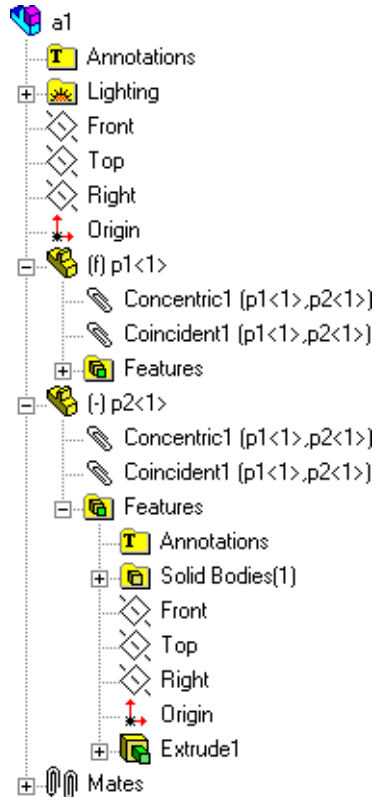 a1
Annotations
Lighting
Front
Top
Right
Origin
(f) p1<1>
Concentric1 (p1<1>,p2<1>)
Coincident1 (p1<1>,p2<1>)
Features
(-) p2<1>
Concentric1 (p1<1>,p2<1>)
Coincident1 (p1<1>,p2<1>)
Features
Annotations
Solid Bodies(1)
Front
Top
Right
Origin
Extrude1
Mates